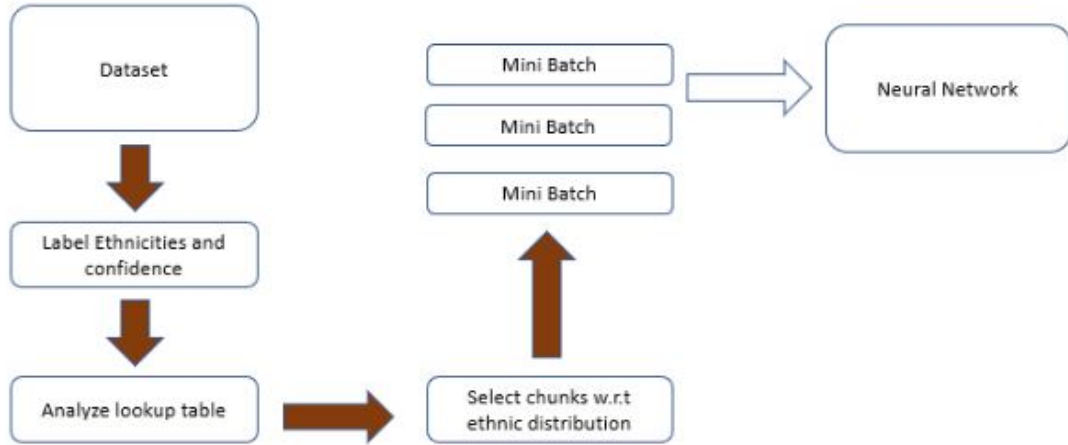 Dataset
Label Ethnicities and
confidence
Analyze lookup table
Select chunks w.r.t
ethnic distribution
Mini Batch
Mini Batch
Mini Batch
Neural Network